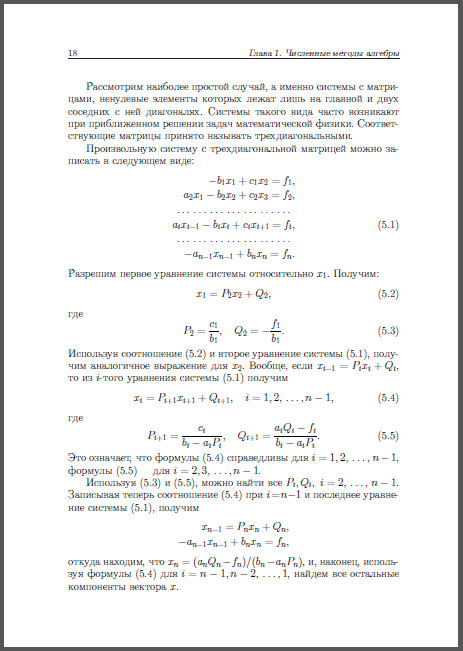 18 Глава 1. Численные методы алгебры
Рассмотрим наиболее простой случай, а именно системы с матри-
цами, ненулевые элементы которых лежат лишь на главной и двух
соседних с ней диагоналях. Системы такого вида часто возникают
при приближенном решении задач математической физики. Соответ-
ствующие матрицы принято называть трехдиагональными.
Произвольную систему с трехдиагональной матрицей можно за-
писать в следующем виде:
−b₁x₁ + c₁x₂ = f₁,
a₂x₁ − b₂x₂ + c₂x₃ = f₂,
. . . . . . . . . . . . . . . . . . . . . .
aᵢxᵢ₋₁ − bᵢxᵢ + cᵢxᵢ₊₁ = fᵢ, (5.1)
. . . . . . . . . . . . . . . . . . . . . .
−aₙ₋₁xₙ₋₁ + bₙxₙ = fₙ.
Разрешим первое уравнение системы относительно x₁. Получим:
x₁ = P₂x₂ + Q₂, (5.2)
где
P₂ = c₁/b₁, Q₂ = −f₁/b₁. (5.3)
Используя соотношение (5.2) и второе уравнение системы (5.1), полу-
чим аналогичное выражение для x₂. Вообще, если xᵢ₋₁ = Pᵢxᵢ + Qᵢ,
то из i-того уравнения системы (5.1) получим
xᵢ = Pᵢ₊₁xᵢ₊₁ + Qᵢ₊₁, i = 1, 2, . . . , n − 1, (5.4)
где
Pᵢ₊₁ = cᵢ/(bᵢ − aᵢPᵢ), Qᵢ₊₁ = (aᵢQᵢ − fᵢ)/(bᵢ − aᵢPᵢ). (5.5)
Это означает, что формулы (5.4) справедливы для i = 1, 2, . . . , n−1,
формулы (5.5) для i = 2, 3, . . . , n−1.
Используя (5.3) и (5.5), можно найти все Pᵢ, Qᵢ, i = 2, . . . , n − 1.
Записывая теперь соотношение (5.4) при i=n−1 и последнее уравне-
ние системы (5.1), получим
xₙ₋₁ = Pₙxₙ + Qₙ,
−aₙ₋₁xₙ₋₁ + bₙxₙ = fₙ,
откуда находим, что xₙ = (aₙQₙ−fₙ)/(bₙ−aₙPₙ), и, наконец, исполь-
зуя формулы (5.4) для i = n − 1, n − 2, . . . , 1, найдем все остальные
компоненты вектора x.